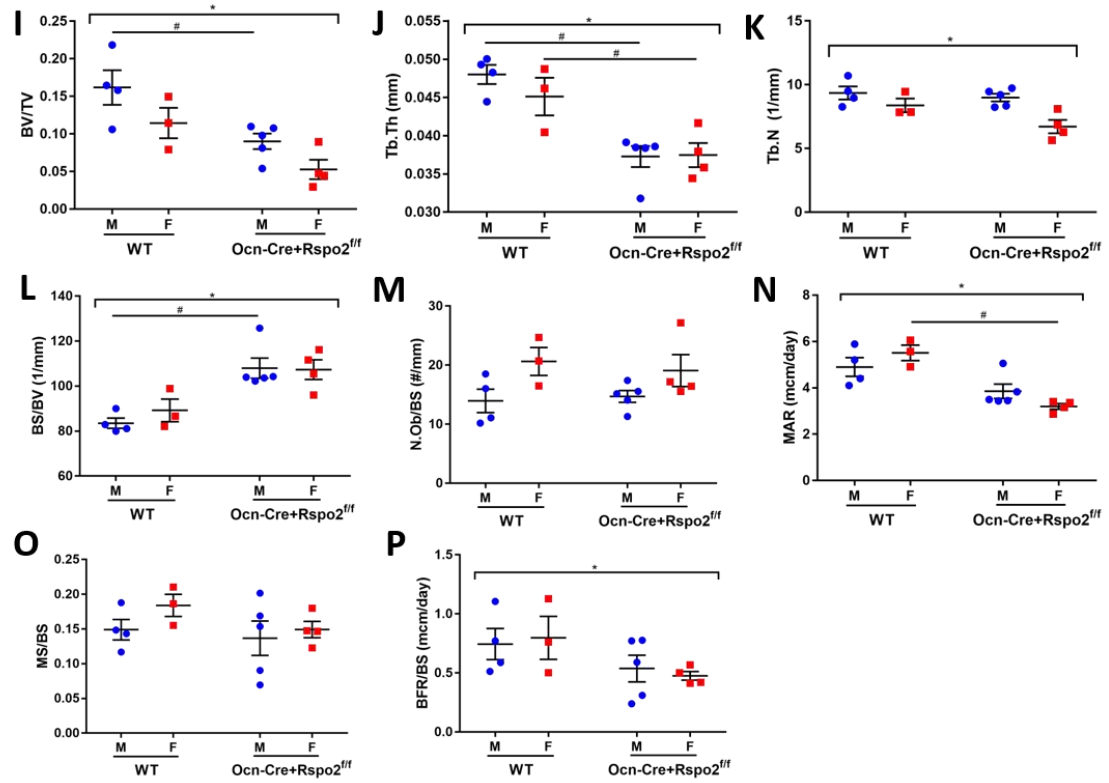 I
BV/TV
0.25
0.20
0.15
0.10
0.05
0.00
*
#
M F M F
WT Ocn-Cre+Rspo2f/f
J
Tb.Th (mm)
0.055
0.050
0.045
0.040
0.035
0.030
*
#
#
M F M F
WT Ocn-Cre+Rspo2f/f
K
Tb.N (1/mm)
15
10
5
0
*
M F M F
WT Ocn-Cre+Rspo2f/f
L
BS/BV (1/mm)
140
120
100
80
60
*
#
M F M F
WT Ocn-Cre+Rspo2f/f
M
N.Ob/BS (#/mm)
30
20
10
0
M F M F
WT Ocn-Cre+Rspo2f/f
N
MAR (mcm/day)
8
6
4
2
0
*
#
M F M F
WT Ocn-Cre+Rspo2f/f
O
MS/BS
0.25
0.20
0.15
0.10
0.05
0.00
M F M F
WT Ocn-Cre+Rspo2f/f
P
BFR/BS (mcm/day)
1.5
1.0
0.5
0.0
*
M F M F
WT Ocn-Cre+Rspo2f/f